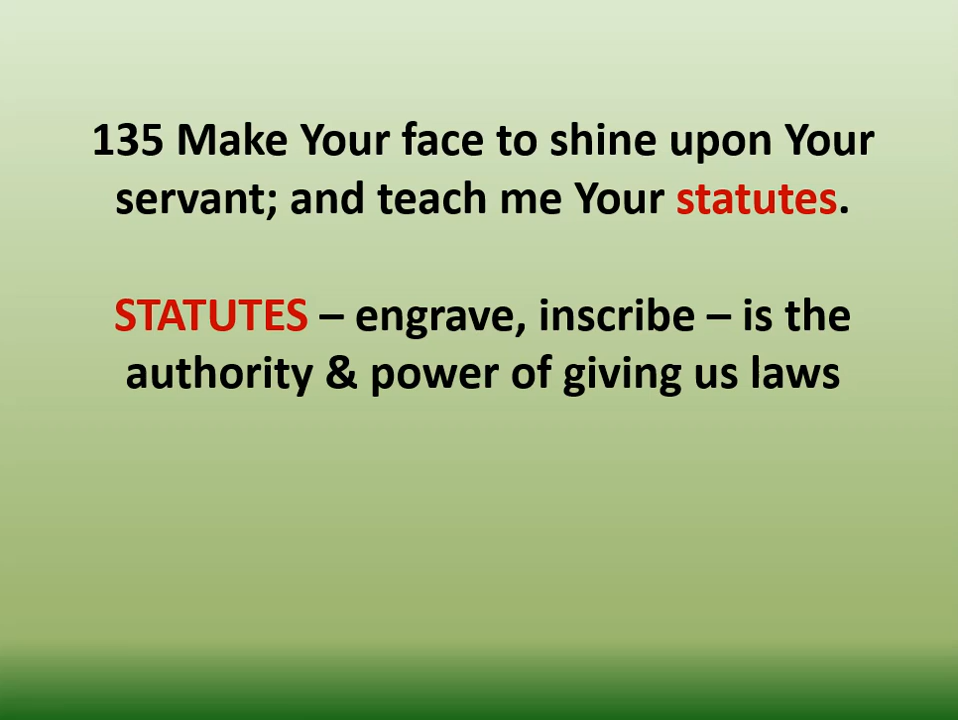 135 Make Your face to shine upon Your
servant; and teach me Your statutes.
STATUTES – engrave, inscribe – is the
authority & power of giving us laws